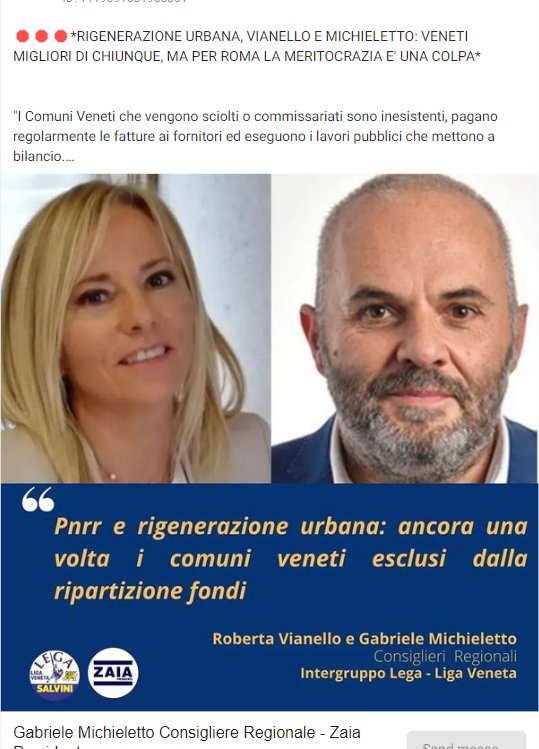 *RIGENERAZIONE URBANA, VIANELLO E MICHIELETTO: VENETI
MIGLIORI DI CHIUNQUE, MA PER ROMA LA MERITOCRAZIA E' UNA COLPA*
"I Comuni Veneti che vengono sciolti o commissariati sono inesistenti, pagano
regolarmente le fatture ai fornitori ed eseguono i lavori pubblici che mettono a
bilancio....
“
Pnrr e rigenerazione urbana: ancora una
volta i comuni veneti esclusi dalla
ripartizione fondi
Roberta Vianello e Gabriele Michieletto
Consiglieri Regionali
Intergruppo Lega - Liga Veneta
LEGA
LIGA VENETA
SALVINI
ZAIA
Gabriele Michieletto Consigliere Regionale - Zaia